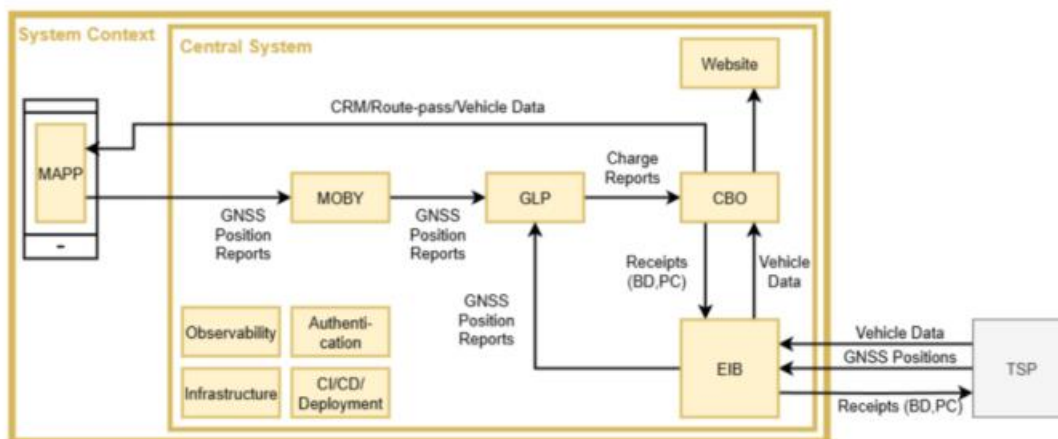 System Context
Central System
Website
CRM/Route-pass/Vehicle Data
MAPP
MOBY
GLP
CBO
Charge
Reports
GNSS
Position
Reports
GNSS
Position
Reports
Receipts
(BD,PC)
Vehicle
Data
GNSS
Position
Reports
Observability
Authenti-
cation
Infrastructure
CI/CD/
Deployment
EIB
Vehicle Data
GNSS Positions
Receipts (BD,PC)
TSP